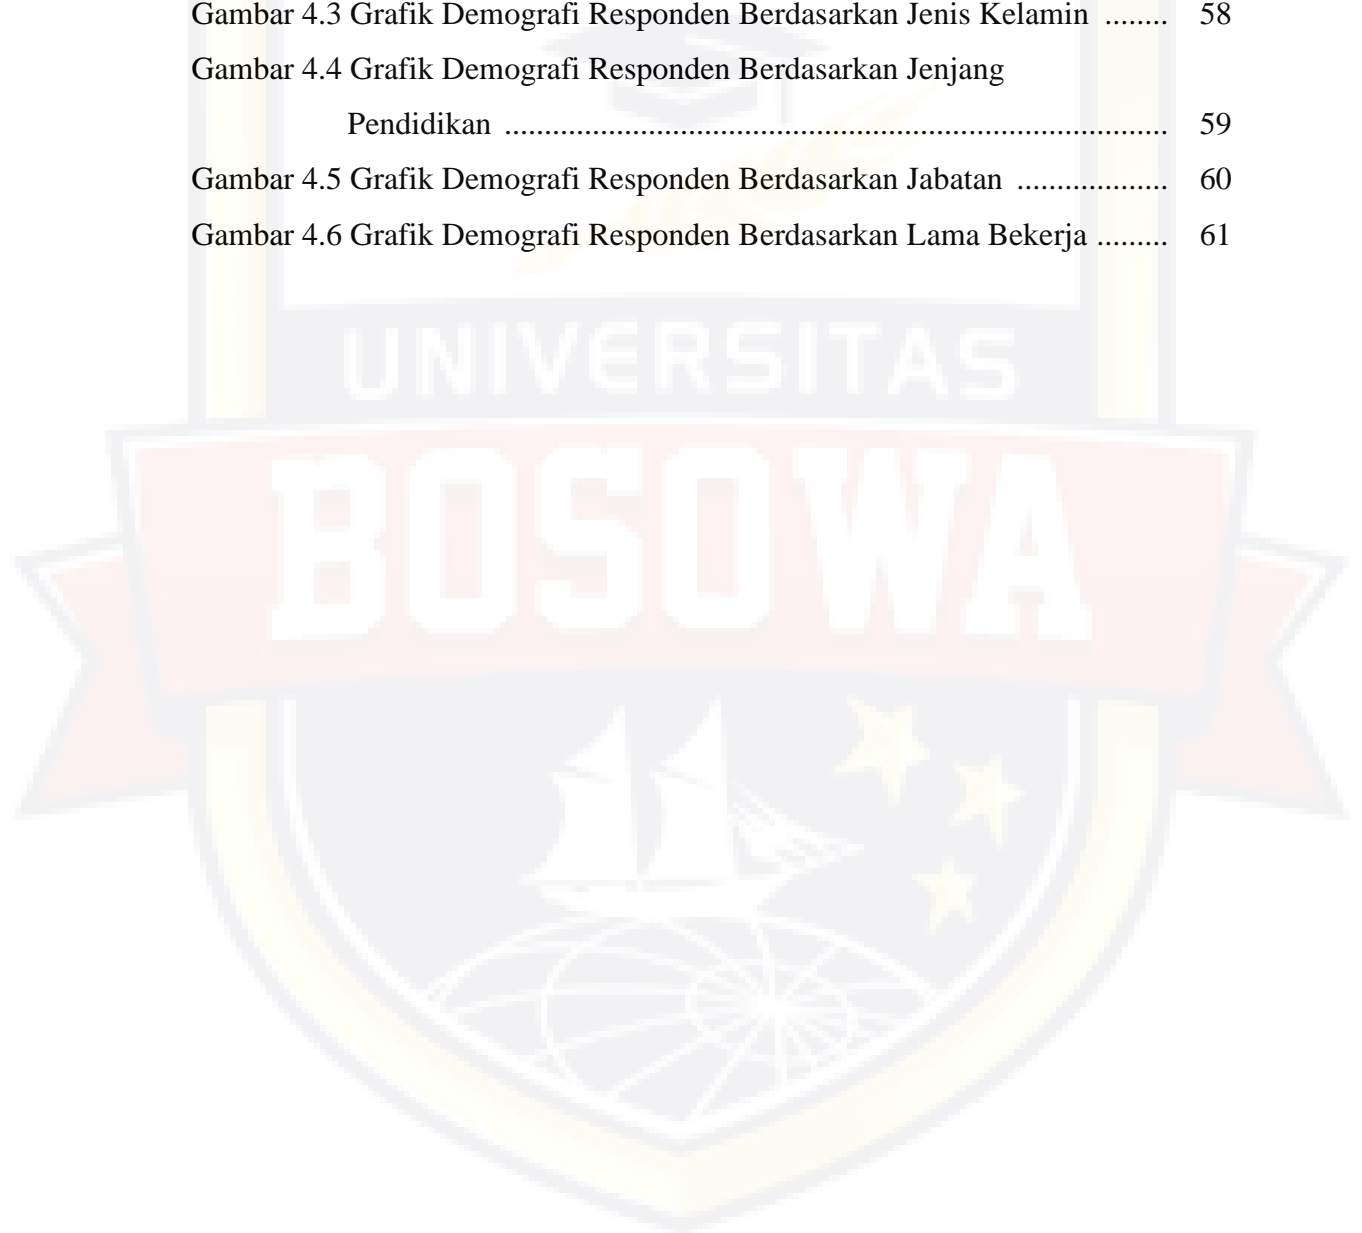 Gambar 4.3 Grafik Demografi Responden Berdasarkan Jenis Kelamin ........ 58
Gambar 4.4 Grafik Demografi Responden Berdasarkan Jenjang
Pendidikan .................................................................................. 59
Gambar 4.5 Grafik Demografi Responden Berdasarkan Jabatan ................... 60
Gambar 4.6 Grafik Demografi Responden Berdasarkan Lama Bekerja ......... 61
UNIVERSITAS
BOSOWA